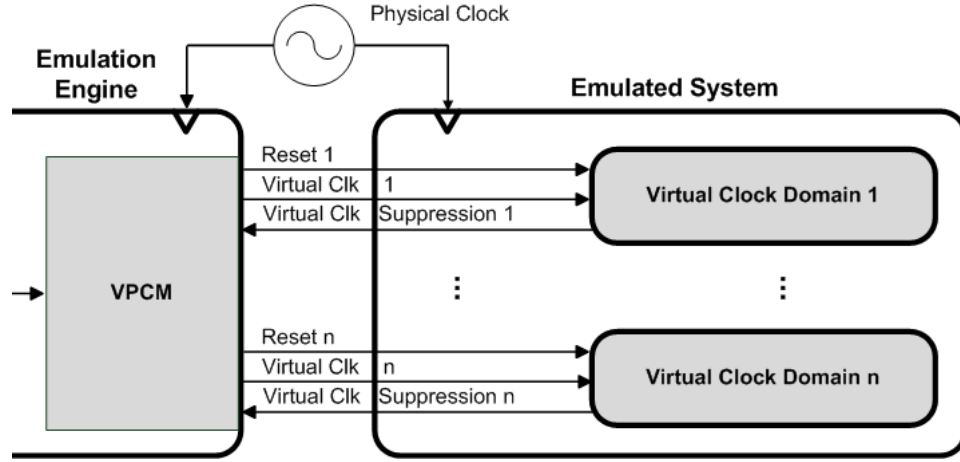 Physical Clock
Emulation
Engine
Emulated System
Reset 1
Virtual Clk 1
Virtual Clk Suppression 1
Virtual Clock Domain 1
VPCM
Reset n
Virtual Clk n
Virtual Clk Suppression n
Virtual Clock Domain n